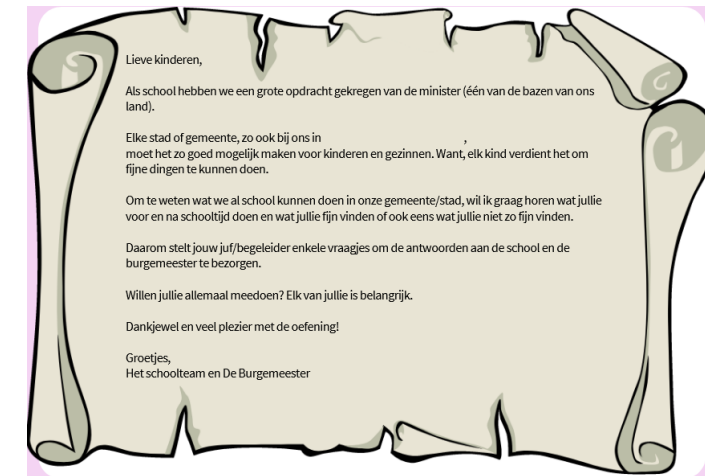 Lieve kinderen,
Als school hebben we een grote opdracht gekregen van de minister (één van de bazen van ons
land).
Elke stad of gemeente, zo ook bij ons in ,
moet het zo goed mogelijk maken voor kinderen en gezinnen. Want, elk kind verdient het om
fijne dingen te kunnen doen.
Om te weten wat we al school kunnen doen in onze gemeente/stad, wil ik graag horen wat jullie
voor en na schooltijd doen en wat jullie fijn vinden of ook eens wat jullie niet zo fijn vinden.
Daarom stelt jouw juf/begeleider enkele vraagjes om de antwoorden aan de school en de
burgemeester te bezorgen.
Willen jullie allemaal meedoen? Elk van jullie is belangrijk.
Dankjewel en veel plezier met de oefening!
Groetjes,
Het schoolteam en De Burgemeester